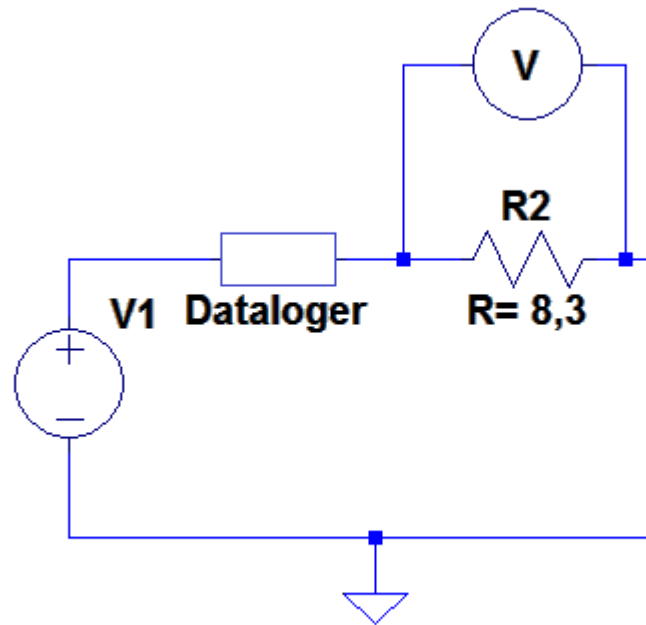 V
R2
V1 Dataloger R= 8,3
+
−